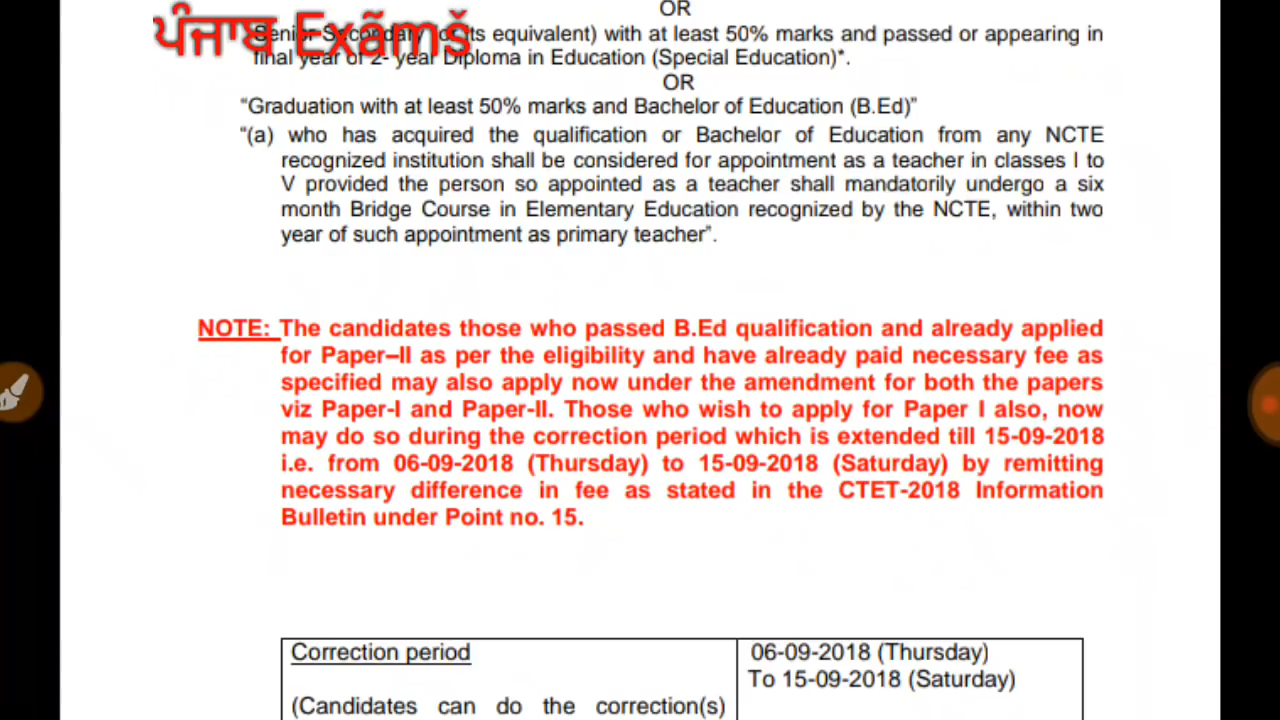 OR
ਪੰਜਾਬ Exãmš
Senior Secondary (or its equivalent) with at least 50% marks and passed or appearing in
final year of 2- year Diploma in Education (Special Education)*.
OR
“Graduation with at least 50% marks and Bachelor of Education (B.Ed)”
“(a) who has acquired the qualification or Bachelor of Education from any NCTE
recognized institution shall be considered for appointment as a teacher in classes I to
V provided the person so appointed as a teacher shall mandatorily undergo a six
month Bridge Course in Elementary Education recognized by the NCTE, within two
year of such appointment as primary teacher”.
NOTE: The candidates those who passed B.Ed qualification and already applied
for Paper–II as per the eligibility and have already paid necessary fee as
specified may also apply now under the amendment for both the papers
viz Paper-I and Paper-II. Those who wish to apply for Paper I also, now
may do so during the correction period which is extended till 15-09-2018
i.e. from 06-09-2018 (Thursday) to 15-09-2018 (Saturday) by remitting
necessary difference in fee as stated in the CTET-2018 Information
Bulletin under Point no. 15.
Correction period
06-09-2018 (Thursday)
To 15-09-2018 (Saturday)
(Candidates can do the correction(s)